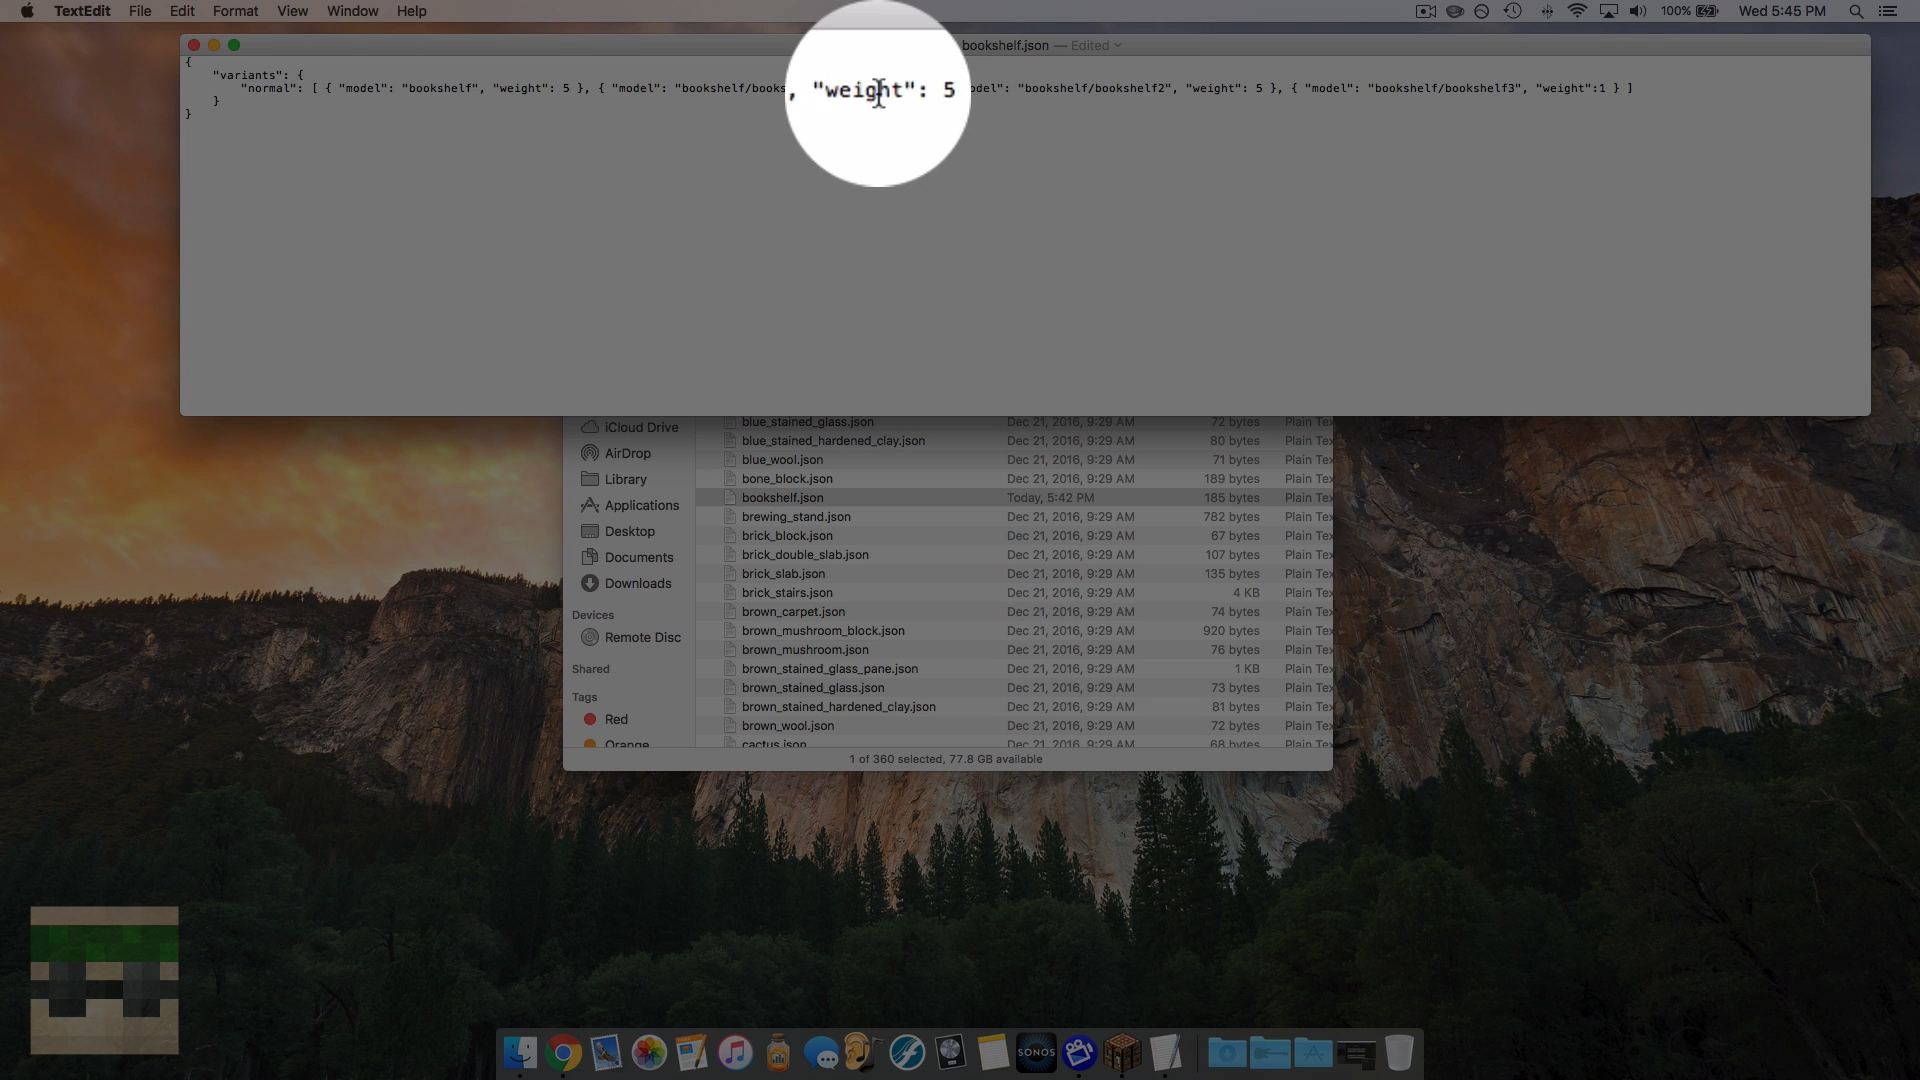 TextEdit File Edit Format View Window Help
100% Wed 5:45 PM
bookshelf.json — Edited
{
"variants": {
"normal": [ { "model": "bookshelf", "weight": 5 }, { "model": "bookshelf/books , "weight": 5 del": "bookshelf/bookshelf2", "weight": 5 }, { "model": "bookshelf/bookshelf3", "weight":1 } ]
}
}
iCloud Drive
AirDrop
Library
Applications
Desktop
Documents
Downloads
Devices
Remote Disc
Shared
Tags
Red
Orange
blue_stained_glass.json Dec 21, 2016, 9:29 AM 72 bytes Plain Tex
blue_stained_hardened_clay.json Dec 21, 2016, 9:29 AM 80 bytes Plain Tex
blue_wool.json Dec 21, 2016, 9:29 AM 71 bytes Plain Tex
bone_block.json Dec 21, 2016, 9:29 AM 189 bytes Plain Tex
bookshelf.json Today, 5:42 PM 185 bytes Plain Tex
brewing_stand.json Dec 21, 2016, 9:29 AM 782 bytes Plain Tex
brick_block.json Dec 21, 2016, 9:29 AM 67 bytes Plain Tex
brick_double_slab.json Dec 21, 2016, 9:29 AM 107 bytes Plain Tex
brick_slab.json Dec 21, 2016, 9:29 AM 135 bytes Plain Tex
brick_stairs.json Dec 21, 2016, 9:29 AM 4 KB Plain Tex
brown_carpet.json Dec 21, 2016, 9:29 AM 74 bytes Plain Tex
brown_mushroom_block.json Dec 21, 2016, 9:29 AM 920 bytes Plain Tex
brown_mushroom.json Dec 21, 2016, 9:29 AM 76 bytes Plain Tex
brown_stained_glass_pane.json Dec 21, 2016, 9:29 AM 1 KB Plain Tex
brown_stained_glass.json Dec 21, 2016, 9:29 AM 73 bytes Plain Tex
brown_stained_hardened_clay.json Dec 21, 2016, 9:29 AM 81 bytes Plain Tex
brown_wool.json Dec 21, 2016, 9:29 AM 72 bytes Plain Tex
cactus.json Dec 21, 2016, 9:29 AM 68 bytes Plain Tex
1 of 360 selected, 77.8 GB available
SONOS